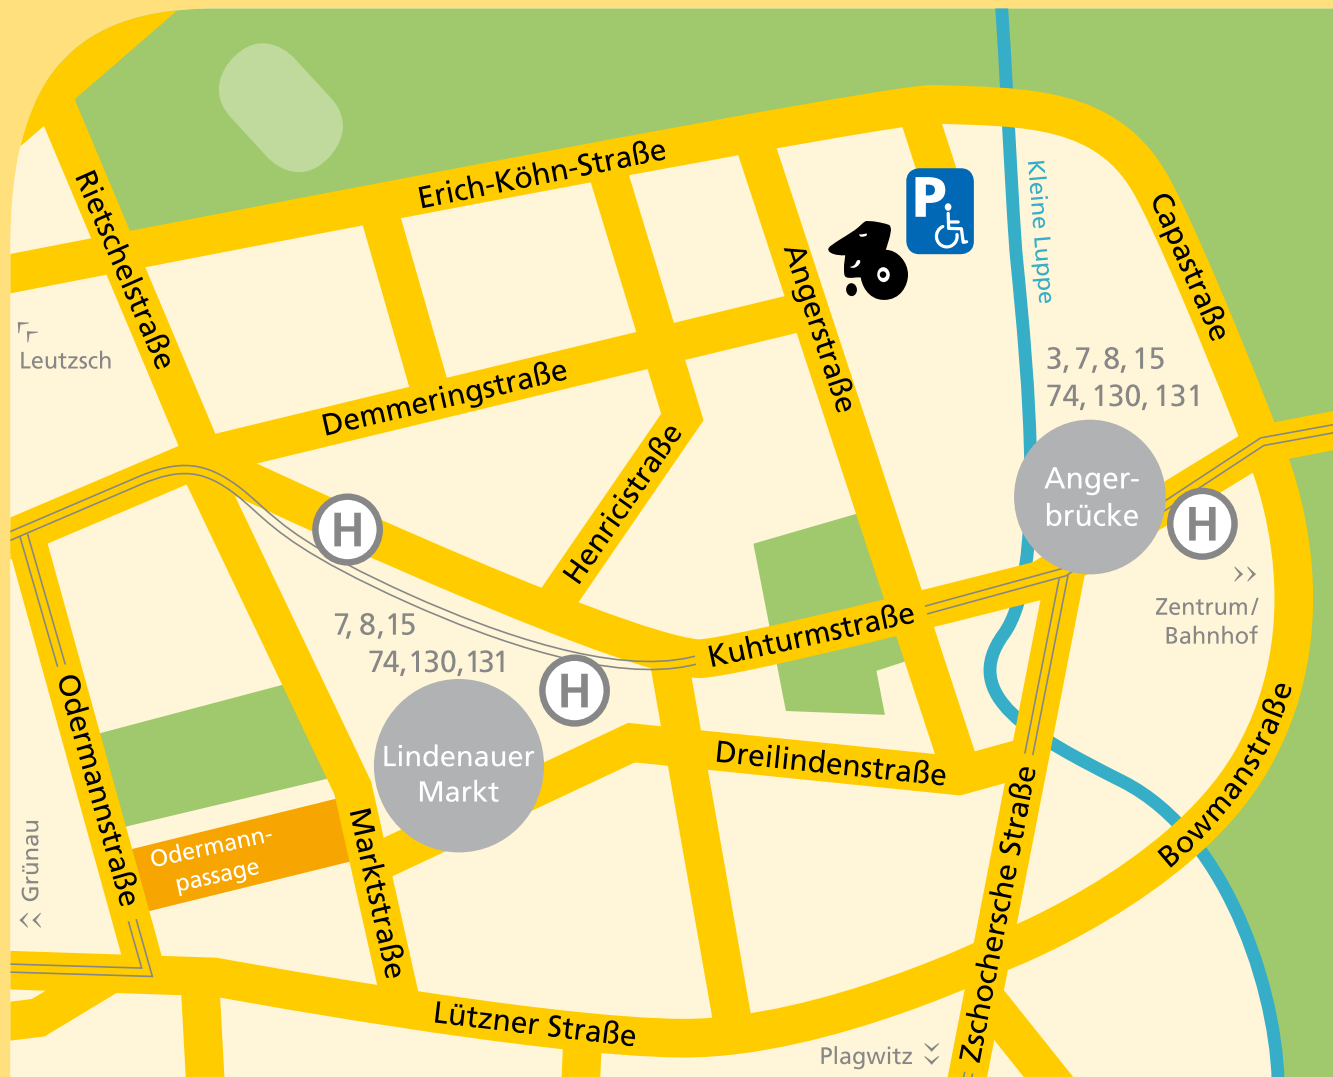 Erich-Köhn-Straße
Rietschelstraße
P
Kleine Luppe
Capastraße
Angerstraße
Leutzsch
3, 7, 8, 15
74, 130, 131
Demmeringstraße
Henricistraße
Anger-
brücke
H
H
Zentrum/
Bahnhof
7, 8, 15
74, 130, 131
Kuhturmstraße
H
Lindenauer
Markt
Odermannstraße
Dreilindenstraße
Bowmanstraße
Zschochersche Straße
Marktstraße
Odermann-
passage
Grünau
Lützner Straße
Plagwitz